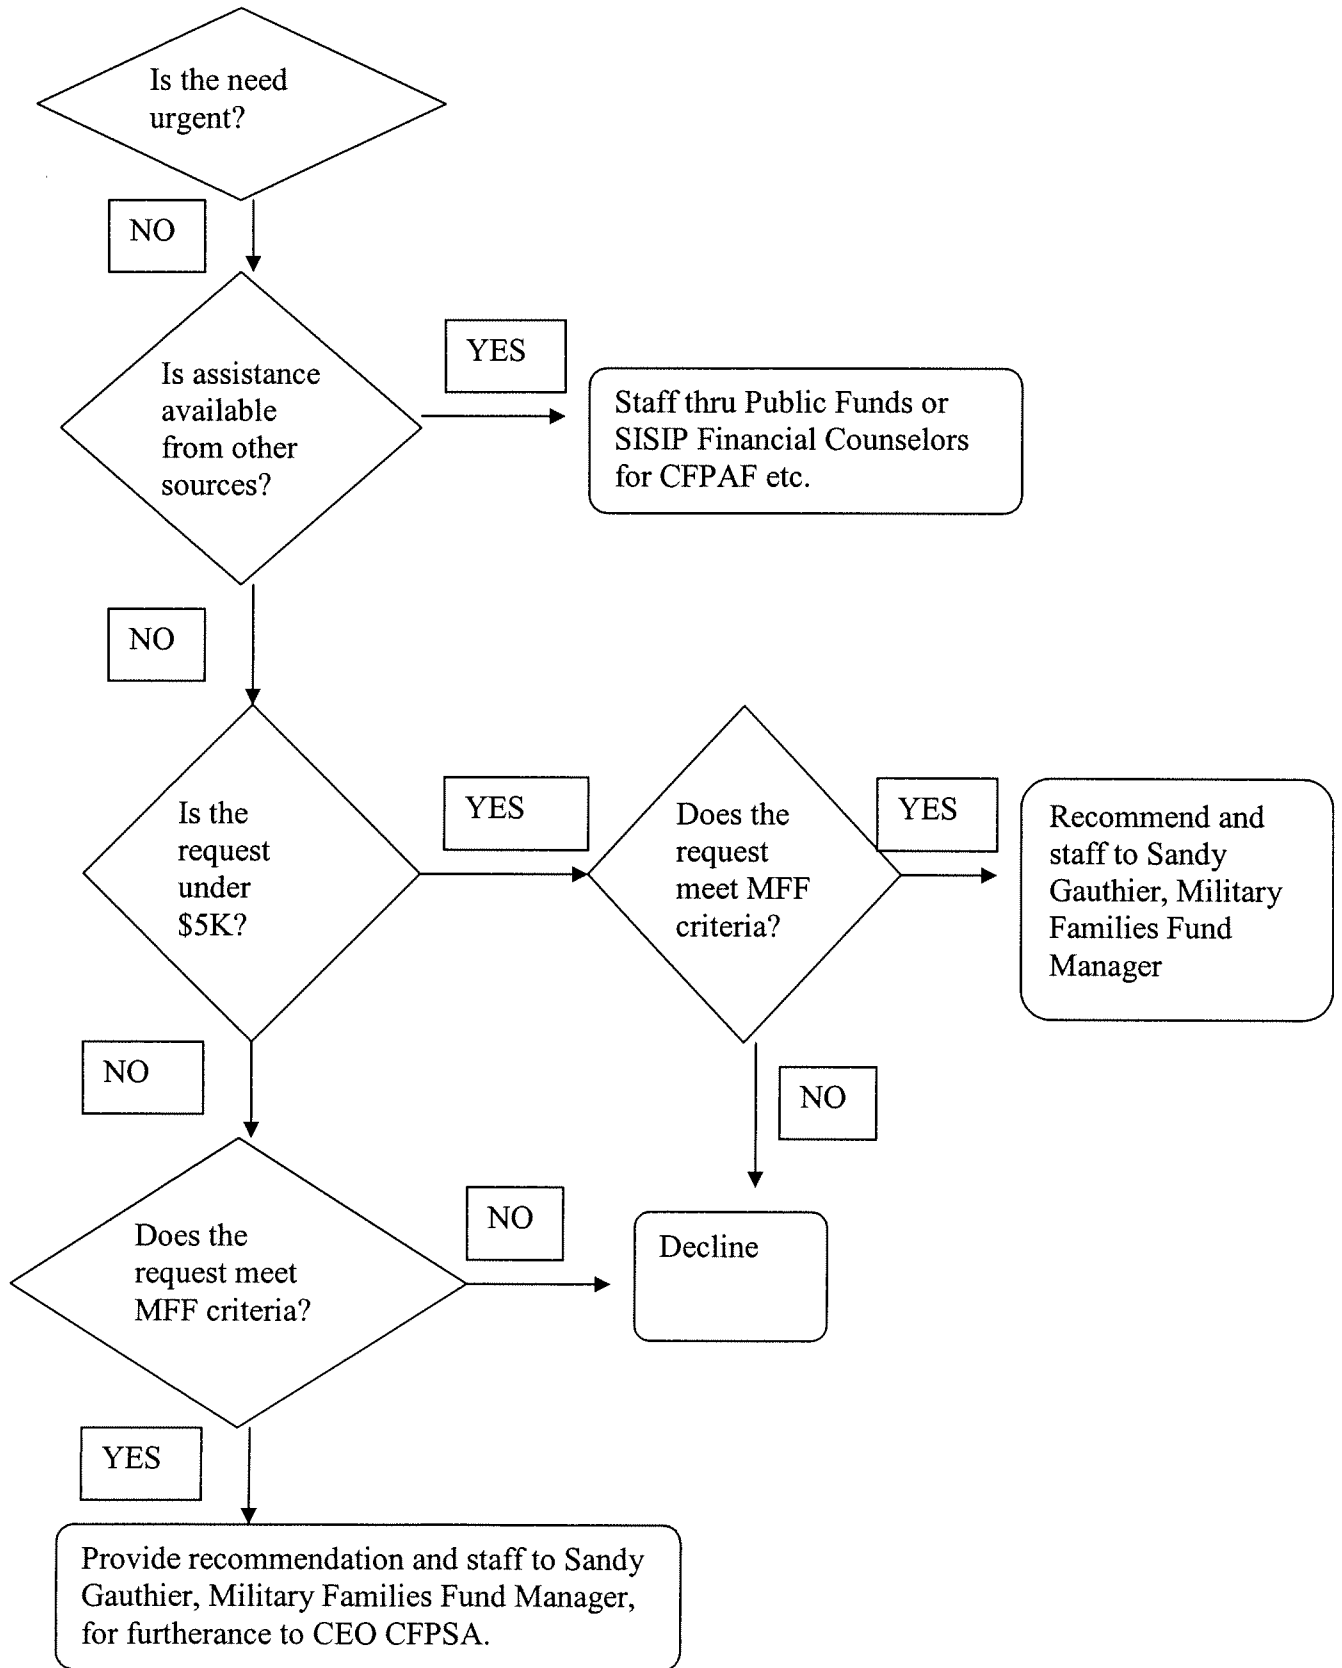 Is the need
urgent?
NO
Is assistance
available
from other
sources?
YES
Staff thru Public Funds or
SISIP Financial Counselors
for CFPAF etc.
NO
Is the
request
under
$5K?
YES
Does the
request
meet MFF
criteria?
YES
Recommend and
staff to Sandy
Gauthier, Military
Families Fund
Manager
NO
NO
Does the
request meet
MFF criteria?
NO
Decline
YES
Provide recommendation and staff to Sandy
Gauthier, Military Families Fund Manager,
for furtherance to CEO CFPSA.